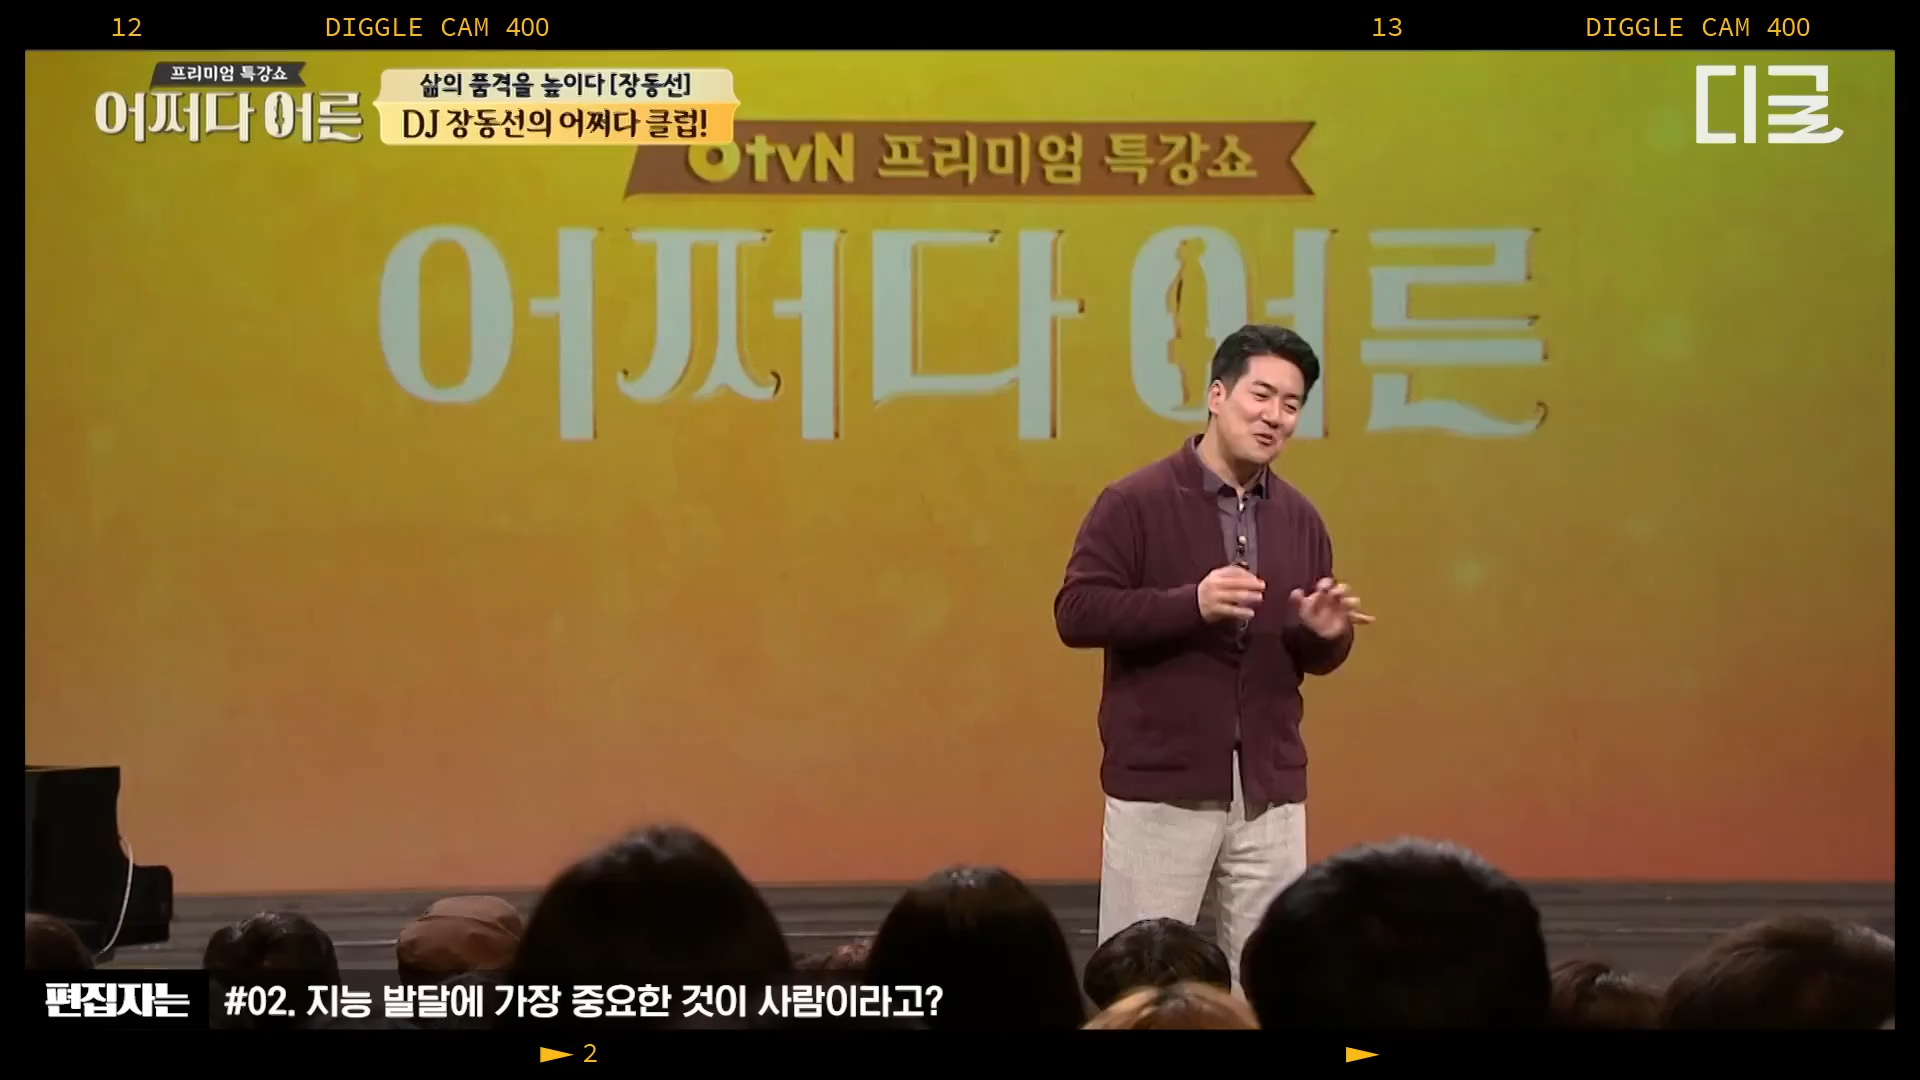 12 DIGGLE CAM 400 13 DIGGLE CAM 400
프리미엄 특강쇼
어쩌다 어른
삶의 품격을 높이다 [장동선]
DJ 장동선의 어쩌다 클럽!
디글
OtvN 프리미엄 특강쇼
어쩌다 어른
편집자는 #02. 지능 발달에 가장 중요한 것이 사람이라고?
2